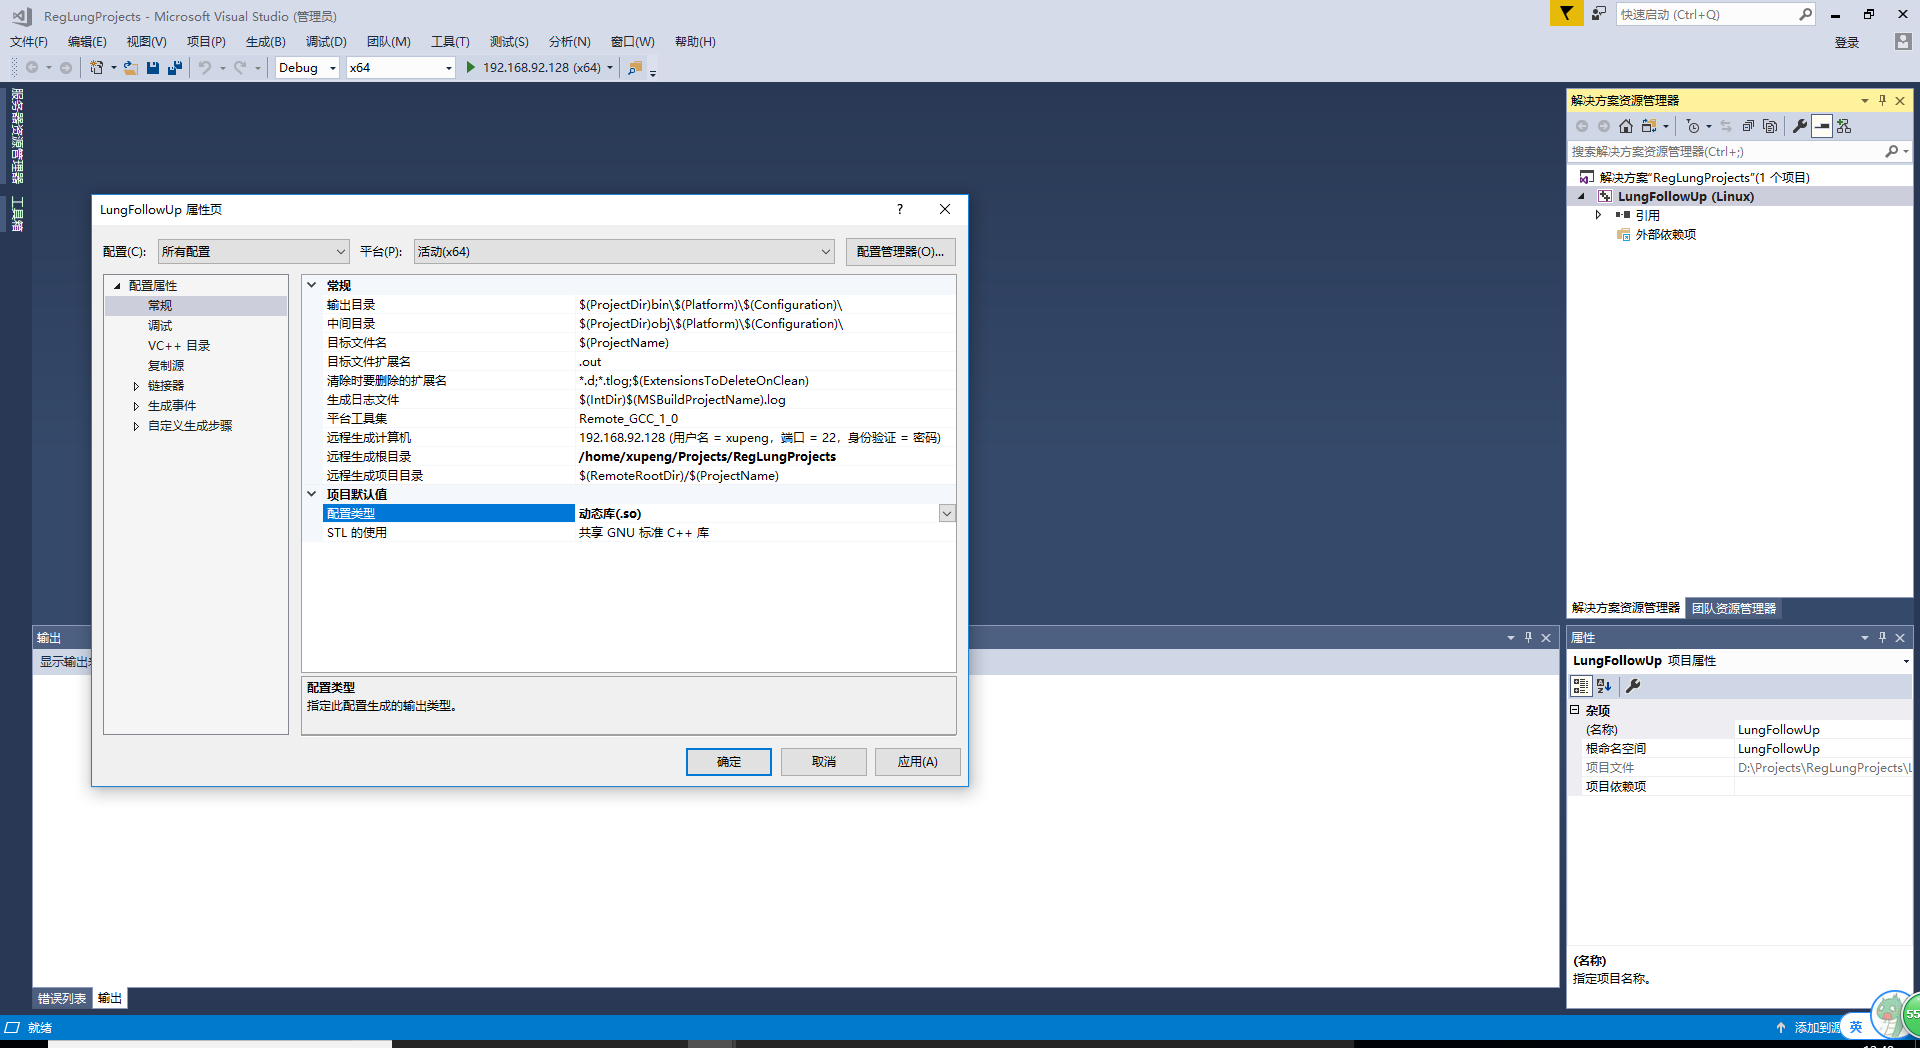 RegLungProjects - Microsoft Visual Studio (管理员)
快速启动 (Ctrl+Q)
文件(F) 编辑(E) 视图(V) 项目(P) 生成(B) 调试(D) 团队(M) 工具(T) 测试(S) 分析(N) 窗口(W) 帮助(H)
登录
Debug x64 192.168.92.128 (x64)
服务器资源管理器
工具箱
LungFollowUp 属性页
?
配置(C): 所有配置 平台(P): 活动(x64) 配置管理器(O)...
配置属性
常规
调试
VC++ 目录
复制源
链接器
生成事件
自定义生成步骤
常规
输出目录 $(ProjectDir)bin\$(Platform)\$(Configuration)\
中间目录 $(ProjectDir)obj\$(Platform)\$(Configuration)\
目标文件名 $(ProjectName)
目标文件扩展名 .out
清除时要删除的扩展名 *.d;*.tlog;$(ExtensionsToDeleteOnClean)
生成日志文件 $(IntDir)$(MSBuildProjectName).log
平台工具集 Remote_GCC_1_0
远程生成计算机 192.168.92.128 (用户名 = xupeng, 端口 = 22, 身份验证 = 密码)
远程生成根目录 /home/xupeng/Projects/RegLungProjects
远程生成项目目录 $(RemoteRootDir)/$(ProjectName)
项目默认值
配置类型 动态库(.so)
STL 的使用 共享 GNU 标准 C++ 库
配置类型
指定此配置生成的输出类型。
确定 取消 应用(A)
输出
显示输出
错误列表 输出
解决方案资源管理器
搜索解决方案资源管理器(Ctrl+;)
解决方案"RegLungProjects"(1 个项目)
LungFollowUp (Linux)
引用
外部依赖项
解决方案资源管理器 团队资源管理器
属性
LungFollowUp 项目属性
杂项
(名称) LungFollowUp
根命名空间 LungFollowUp
项目文件 D:\Projects\RegLungProjects\L
项目依赖项
(名称)
指定项目名称。
就绪
添加到源
英
55